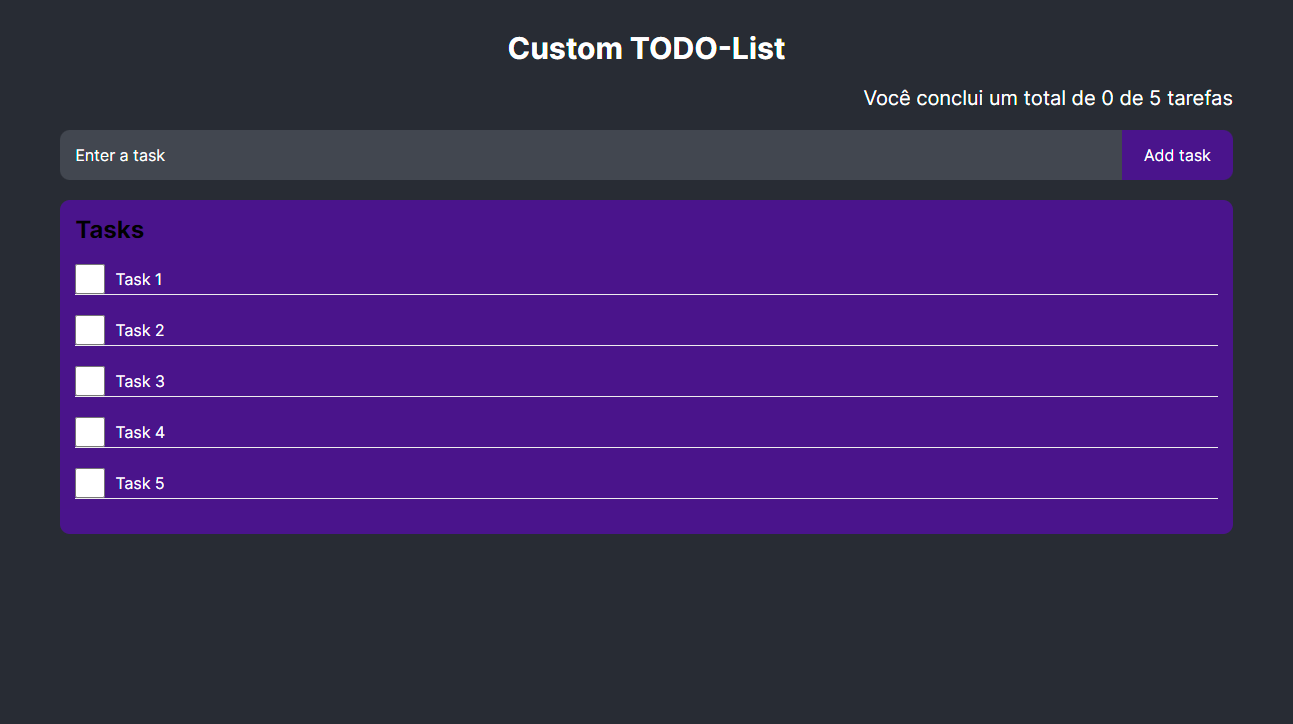 Custom TODO-List
Você conclui um total de 0 de 5 tarefas
Enter a task
Add task
Tasks
Task 1
Task 2
Task 3
Task 4
Task 5